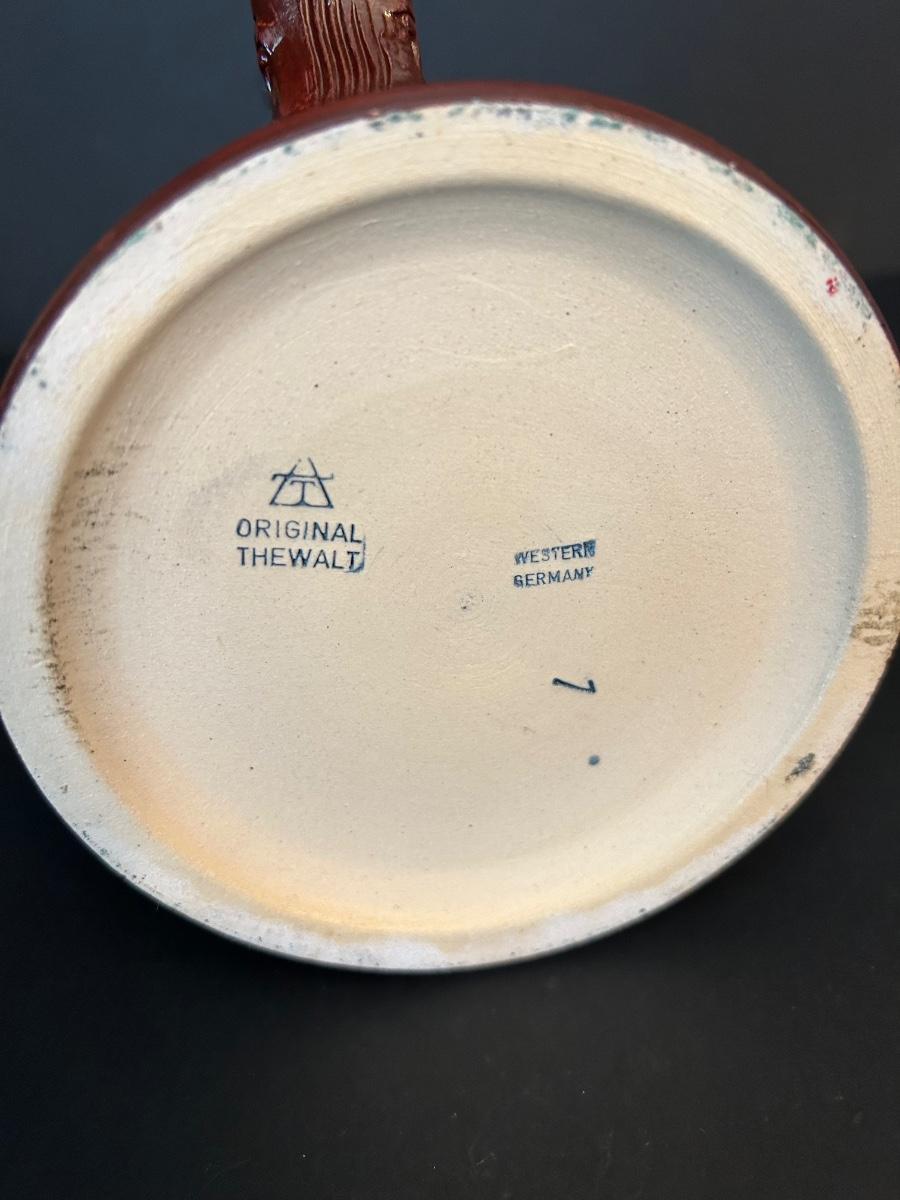 ORIGINAL
THEWALT
WESTERN
GERMANY
7